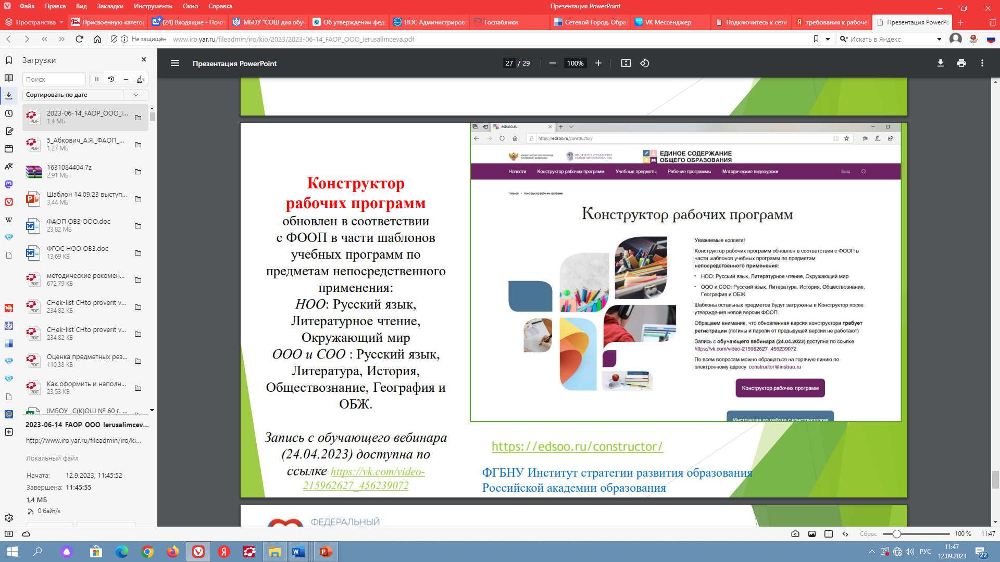 Файл Правка Вид Закладки Инструменты Окно Справка
Презентация PowerPoint
Пространства
Присвоенную катего
(24) Входящие - Почт
МБОУ "СОШ для обу
Об утверждении фед
ПОС Администриров
Госпаблики
Сетевой Город. Обра
VK Мессенджер
Подключитесь к сети
требования к рабоче
Презентация PowerPo
Не защищён
www.iro.yar.ru/fileadmin/iro/kio/2023/2023-06-14_FAOP_OOO_Ierusalimceva.pdf
Искать в Яндекс
Загрузки
Презентация PowerPoint
27 / 29
100%
Поиск
Сортировать по дате
2023-06-14_FAOP_OOO_I...
1,4 МБ
5_Абкович_А.Я._ФАОП_...
1,27 МБ
1631084404.7z
2,91 МБ
Шаблон 14.09.23 выступ...
3,44 МБ
ФАОП ОВЗ ООО.doc
23,82 МБ
ФГОС НОО ОВЗ.doc
13,69 КБ
методические рекомен...
672,79 КБ
CHek-list CHto proverit v...
234,82 КБ
CHek-list CHto proverit v...
234,82 КБ
Оценка предметных рез...
110,38 КБ
Как оформить и наполн...
23,53 КБ
!МБОУ _С(К)ОШ № 60 г. ...
2023-06-14_FAOP_OOO_Ierusalimcev...
http://www.iro.yar.ru/fileadmin/iro/ki...
Локальный файл
Начата: 12.9.2023, 11:45:52
Завершена: 11:45:55
1,4 МБ
0 байт/s
Конструктор
рабочих программ
обновлен в соответствии
с ФООП в части шаблонов
учебных программ по
предметам непосредственного
применения:
НОО: Русский язык,
Литературное чтение,
Окружающий мир
ООО и СОО : Русский язык,
Литература, История,
Обществознание, География и
ОБЖ.
Запись с обучающего вебинара
(24.04.2023) доступна по
ссылке https://vk.com/video-
215962627_456239072
edsoo.ru
https://edsoo.ru/constructor/
МИНИСТЕРСТВО ПРОСВЕЩЕНИЯ
РОССИЙСКОЙ ФЕДЕРАЦИИ
ИНСТИТУТ СТРАТЕГИИ
РАЗВИТИЯ ОБРАЗОВАНИЯ
ЕДИНОЕ СОДЕРЖАНИЕ
ОБЩЕГО ОБРАЗОВАНИЯ
Новости Конструктор рабочих программ Учебные предметы Рабочие программы Методические видеоуроки Вход
Главная • Конструктор рабочих программ
Конструктор рабочих программ
Уважаемые коллеги!
Конструктор рабочих программ обновлен в соответствии с ФООП в
части шаблонов учебных программ по предметам
непосредственного применения:
• НОО: Русский язык, Литературное чтение, Окружающий мир
• ООО и СОО: Русский язык, Литература, История, Обществознание,
География и ОБЖ
Шаблоны остальных предметов будут загружены в Конструктор после
утверждения новой версии ФООП.
Обращаем внимание, что обновленная версия конструктора требует
регистрации (логины и пароли от предыдущей версии не работают)
Запись с обучающего вебинара (24.04.2023) доступна по ссылке
https://vk.com/video-215962627_456239072
По всем вопросам можно обращаться на горячую линию по
электронному адресу constructor@instrao.ru
Конструктор рабочих программ
Инструкция по работе с конструктором
https://edsoo.ru/constructor/
ФГБНУ Институт стратегии развития образования
Российской академии образования
ФЕДЕРАЛЬНЫЙ
Сброс
100 %
11:47
РУС
11:47
12.09.2023
22